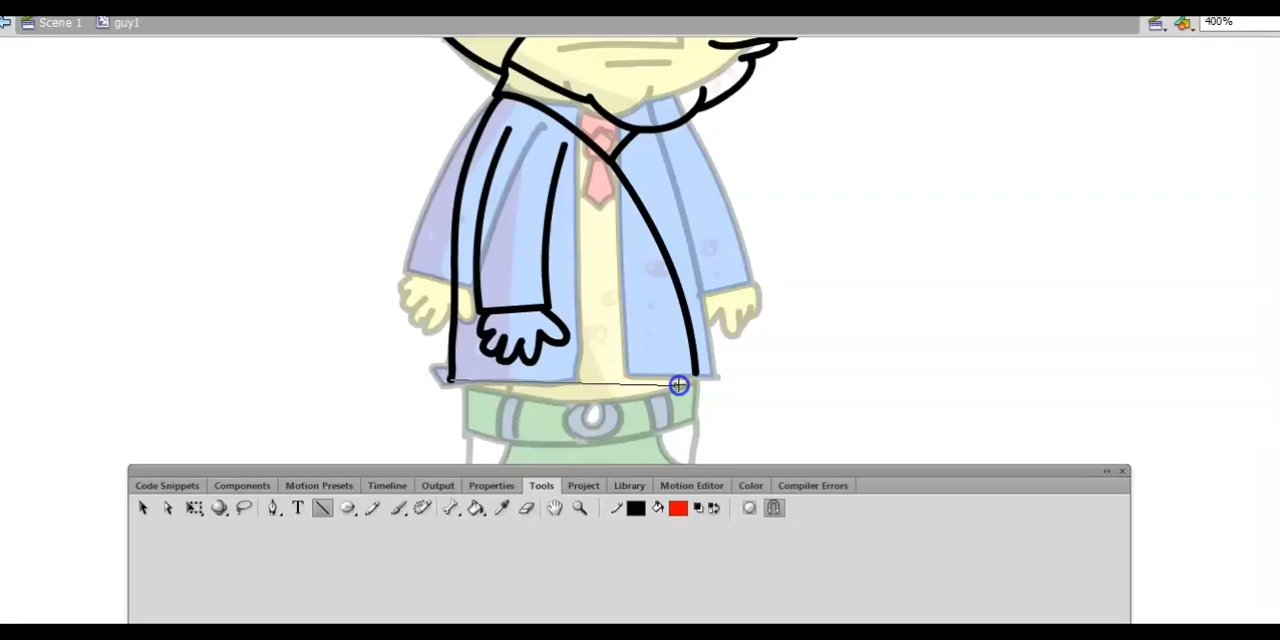 Scene 1 guy1 400%
Code Snippets Components Motion Presets Timeline Output Properties Tools Project Library Motion Editor Color Compiler Errors
T